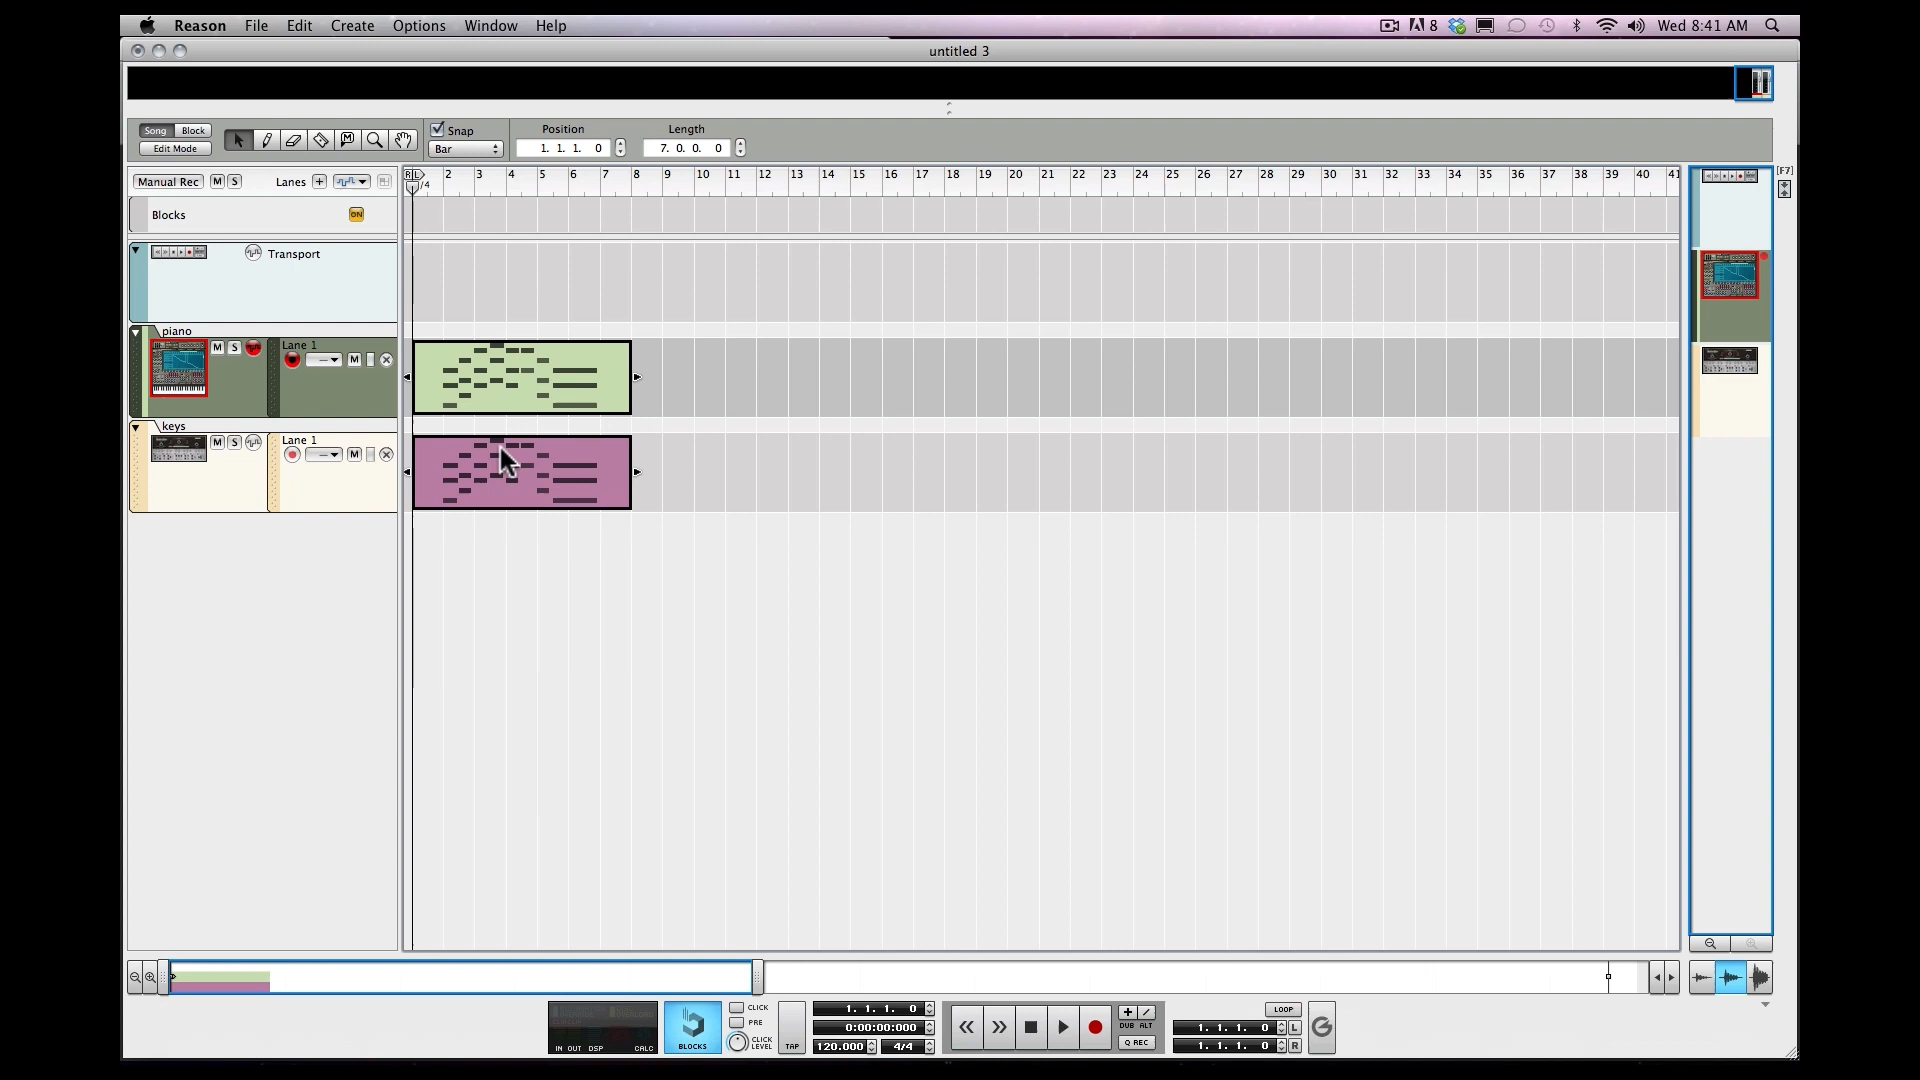 Reason File Edit Create Options Window Help 8 Wed 8:41 AM
untitled 3
Song Block
Edit Mode
Snap
Bar
Position
1. 1. 1. 0
Length
7. 0. 0. 0
Manual Rec M S Lanes +
R L /4 2 3 4 5 6 7 8 9 10 11 12 13 14 15 16 17 18 19 20 21 22 23 24 25 26 27 28 29 30 31 32 33 34 35 36 37 38 39 40 41
[F7]
Blocks ON
Transport
piano
M S Lane 1 M
keys
M S Lane 1 M
IN OUT DSP CALC
BLOCKS
CLICK
PRE
CLICK
LEVEL
TAP
1. 1. 1. 0
0:00:00:000
120.000 4/4
DUB ALT
Q REC
LOOP
1. 1. 1. 0 L
1. 1. 1. 0 R